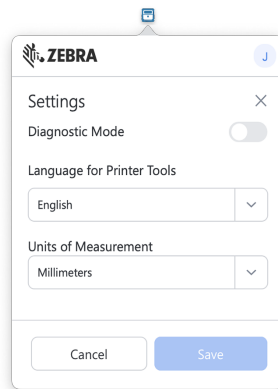 ZEBRA
J
Settings
Diagnostic Mode
Language for Printer Tools
English
Units of Measurement
Millimeters
Cancel
Save